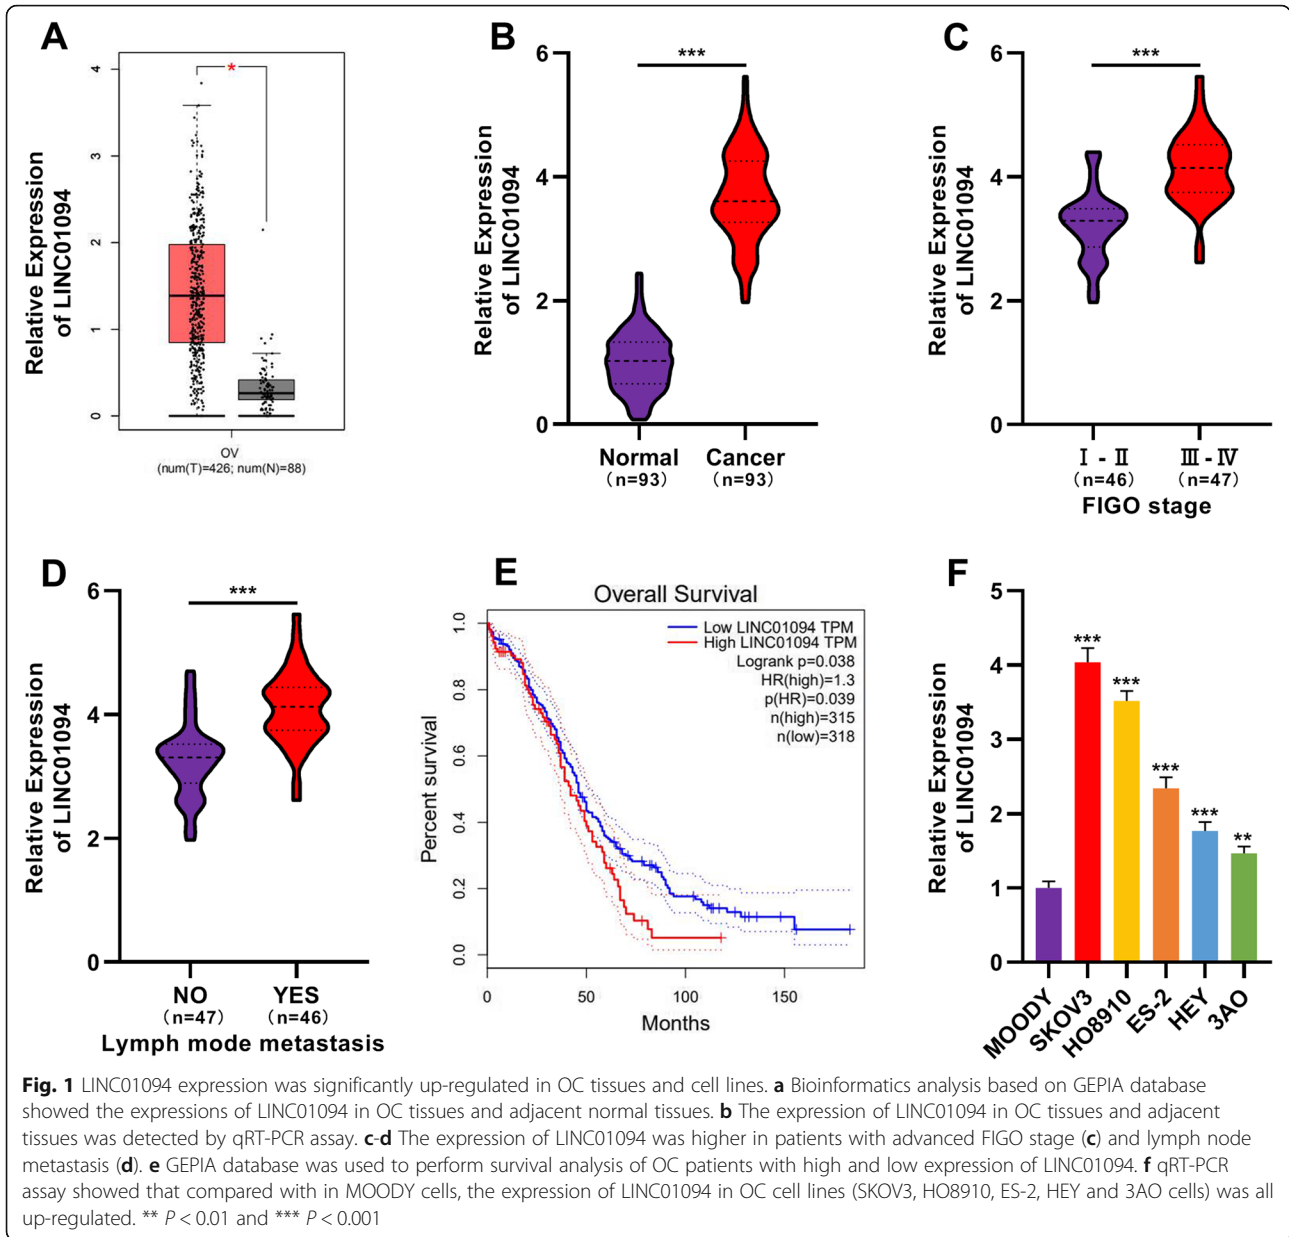 A
Relative Expression
of LINC01094
4
3
2
1
0
*
OV
(num(T)=426; num(N)=88)
B
Relative Expression
of LINC01094
6
4
2
0
***
Normal
(n=93)
Cancer
(n=93)
C
Relative Expression
of LINC01094
6
4
2
0
***
Ⅰ - Ⅱ
(n=46)
Ⅲ - Ⅳ
(n=47)
FIGO stage
D
Relative Expression
of LINC01094
6
4
2
0
***
NO
(n=47)
YES
(n=46)
Lymph mode metastasis
E
Overall Survival
Percent survival
1.0
0.8
0.6
0.4
0.2
0.0
Low LINC01094 TPM
High LINC01094 TPM
Logrank p=0.038
HR(high)=1.3
p(HR)=0.039
n(high)=315
n(low)=318
0 50 100 150
Months
F
Relative Expression
of LINC01094
5
4
3
2
1
0
***
***
***
***
**
MOODY
SKOV3
HO8910
ES-2
HEY
3AO
Fig. 1 LINC01094 expression was significantly up-regulated in OC tissues and cell lines. a Bioinformatics analysis based on GEPIA database
showed the expressions of LINC01094 in OC tissues and adjacent normal tissues. b The expression of LINC01094 in OC tissues and adjacent
tissues was detected by qRT-PCR assay. c-d The expression of LINC01094 was higher in patients with advanced FIGO stage (c) and lymph node
metastasis (d). e GEPIA database was used to perform survival analysis of OC patients with high and low expression of LINC01094. f qRT-PCR
assay showed that compared with in MOODY cells, the expression of LINC01094 in OC cell lines (SKOV3, HO8910, ES-2, HEY and 3AO cells) was all
up-regulated. ** P < 0.01 and *** P < 0.001